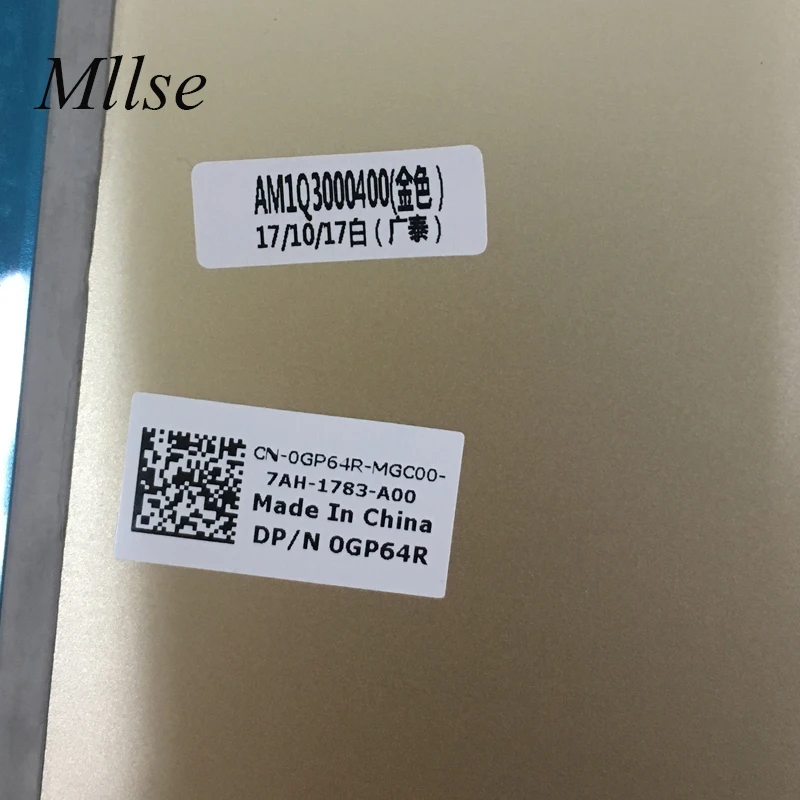 Mllse
AM1Q3000400(金色)
17/10/17白(广泰)
CN-0GP64R-MGC00-
7AH-1783-A00
Made In China
DP/N 0GP64R